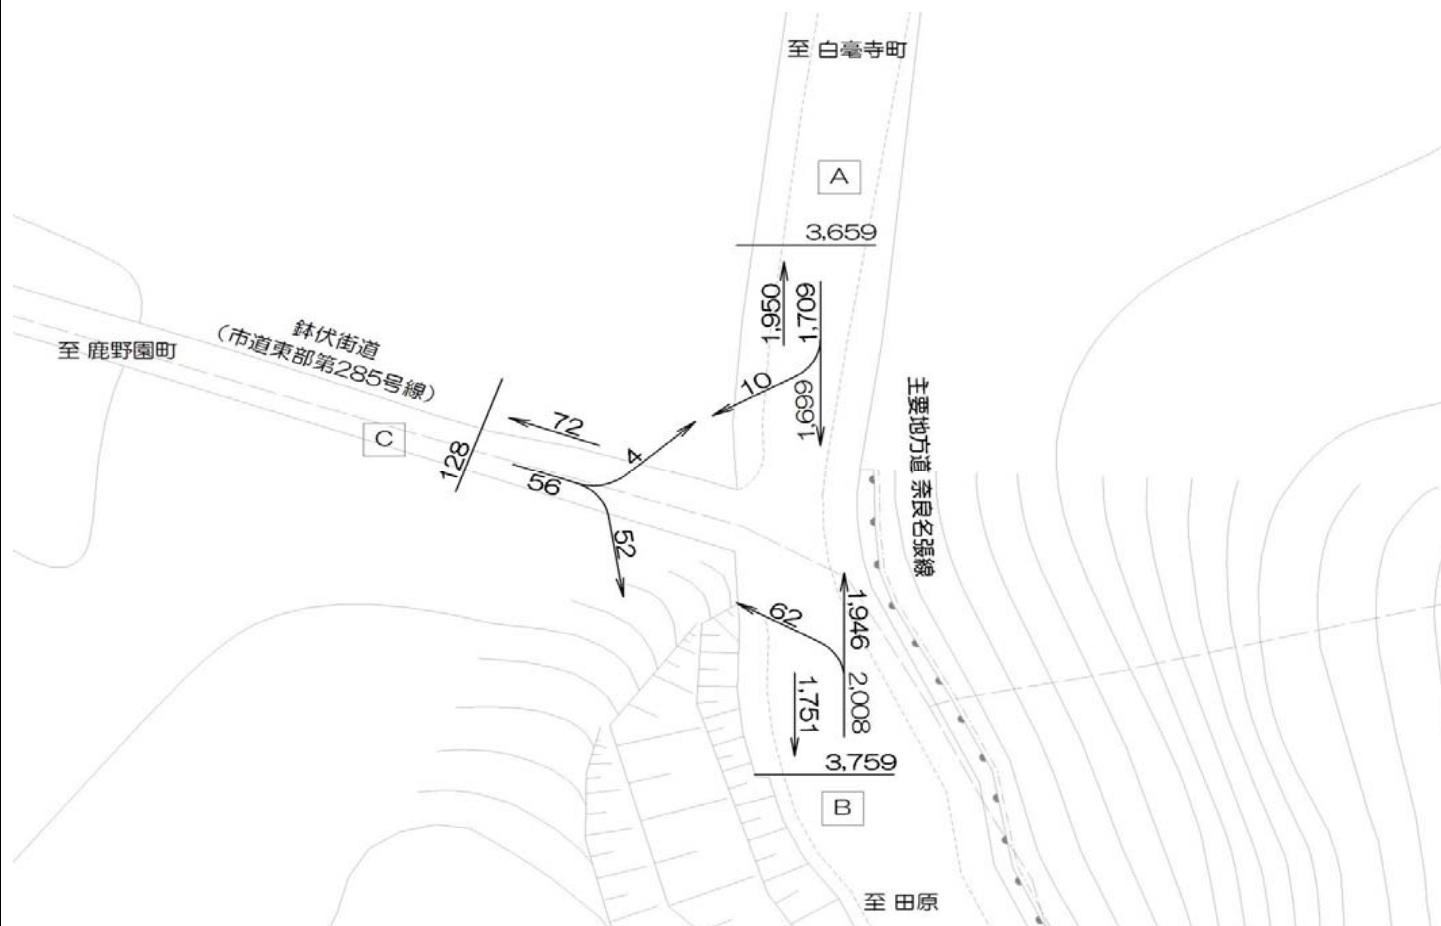 至 白毫寺町
A
3,659
1,950
1,709
10
1,699
鉢伏街道
（市道東部第285号線）
至 鹿野園町
C
128
72
4
56
52
主要地方道 奈良名張線
62
1,946
2,008
1,751
3,759
B
至 田原